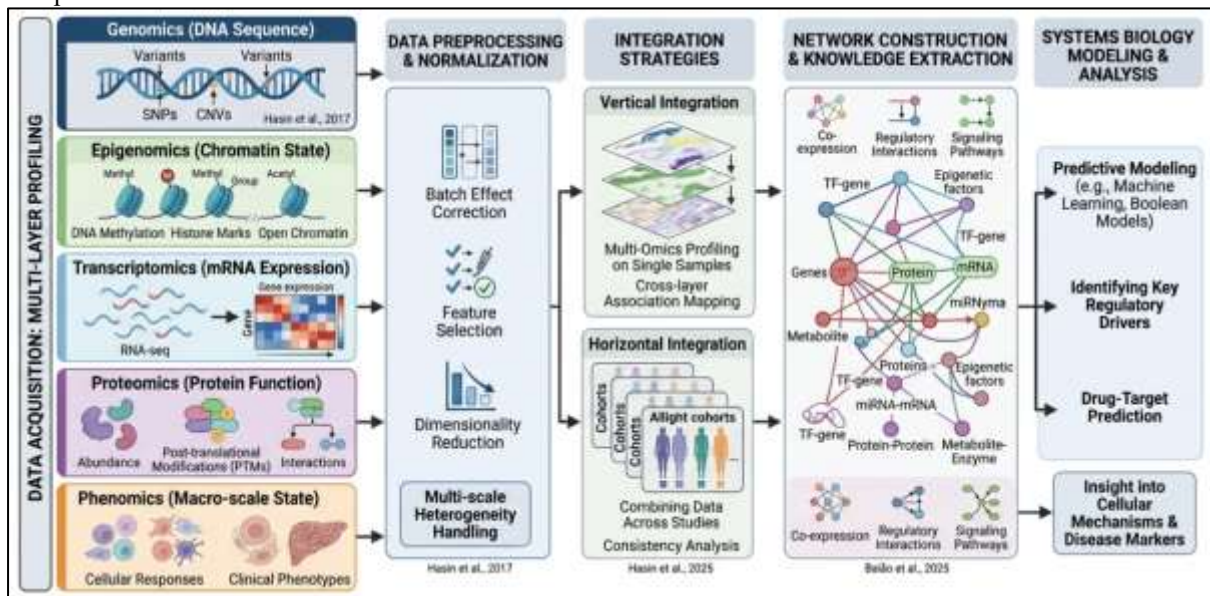 DATA ACQUISITION: MULTI-LAYER PROFILING
Genomics (DNA Sequence)
Variants Variants
SNPs CNVs
Hasin et al., 2017
Epigenomics (Chromatin State)
Methyl Methyl Group Acetyl
DNA Methylation Histone Marks Open Chromatin
Transcriptomics (mRNA Expression)
Gene expression
Gene
RNA-seq
Proteomics (Protein Function)
Abundance
Post-translational
Modifications (PTMs)
Interactions
Phenomics (Macro-scale State)
Cellular Responses Clinical Phenotypes
DATA PREPROCESSING
& NORMALIZATION
Batch Effect
Correction
Feature
Selection
Dimensionality
Reduction
Multi-scale
Heterogeneity
Handling
Hasin et al., 2017
INTEGRATION
STRATEGIES
Vertical Integration
Multi-Omics Profiling
on Single Samples
Cross-layer
Association Mapping
Horizontal Integration
Cohorts
Cohorts
Cohorts
Allight cohorts
Combining Data
Across Studies
Consistency Analysis
Hasin et al., 2025
NETWORK CONSTRUCTION
& KNOWLEDGE EXTRACTION
Co-
expression
Regulatory
Interactions
Signaling
Pathways
TF-gene
Epigenetic
factors
TF-gene
Genes
Protein
mRNA
miRNyma
Metabolite
Proteins
Epigenetic
factors
TF-gene
miRNA-mRNA
TF-gene
Protein-Protein
Metabolite-
Enzyme
Co-expression
Regulatory
Interactions
Signaling
Pathways
Beião et al., 2025
SYSTEMS BIOLOGY
MODELING &
ANALYSIS
Predictive Modeling
(e.g., Machine
Learning, Boolean
Models)
Identifying Key
Regulatory
Drivers
Drug-Target
Prediction
Insight into
Cellular
Mechanisms &
Disease Markers